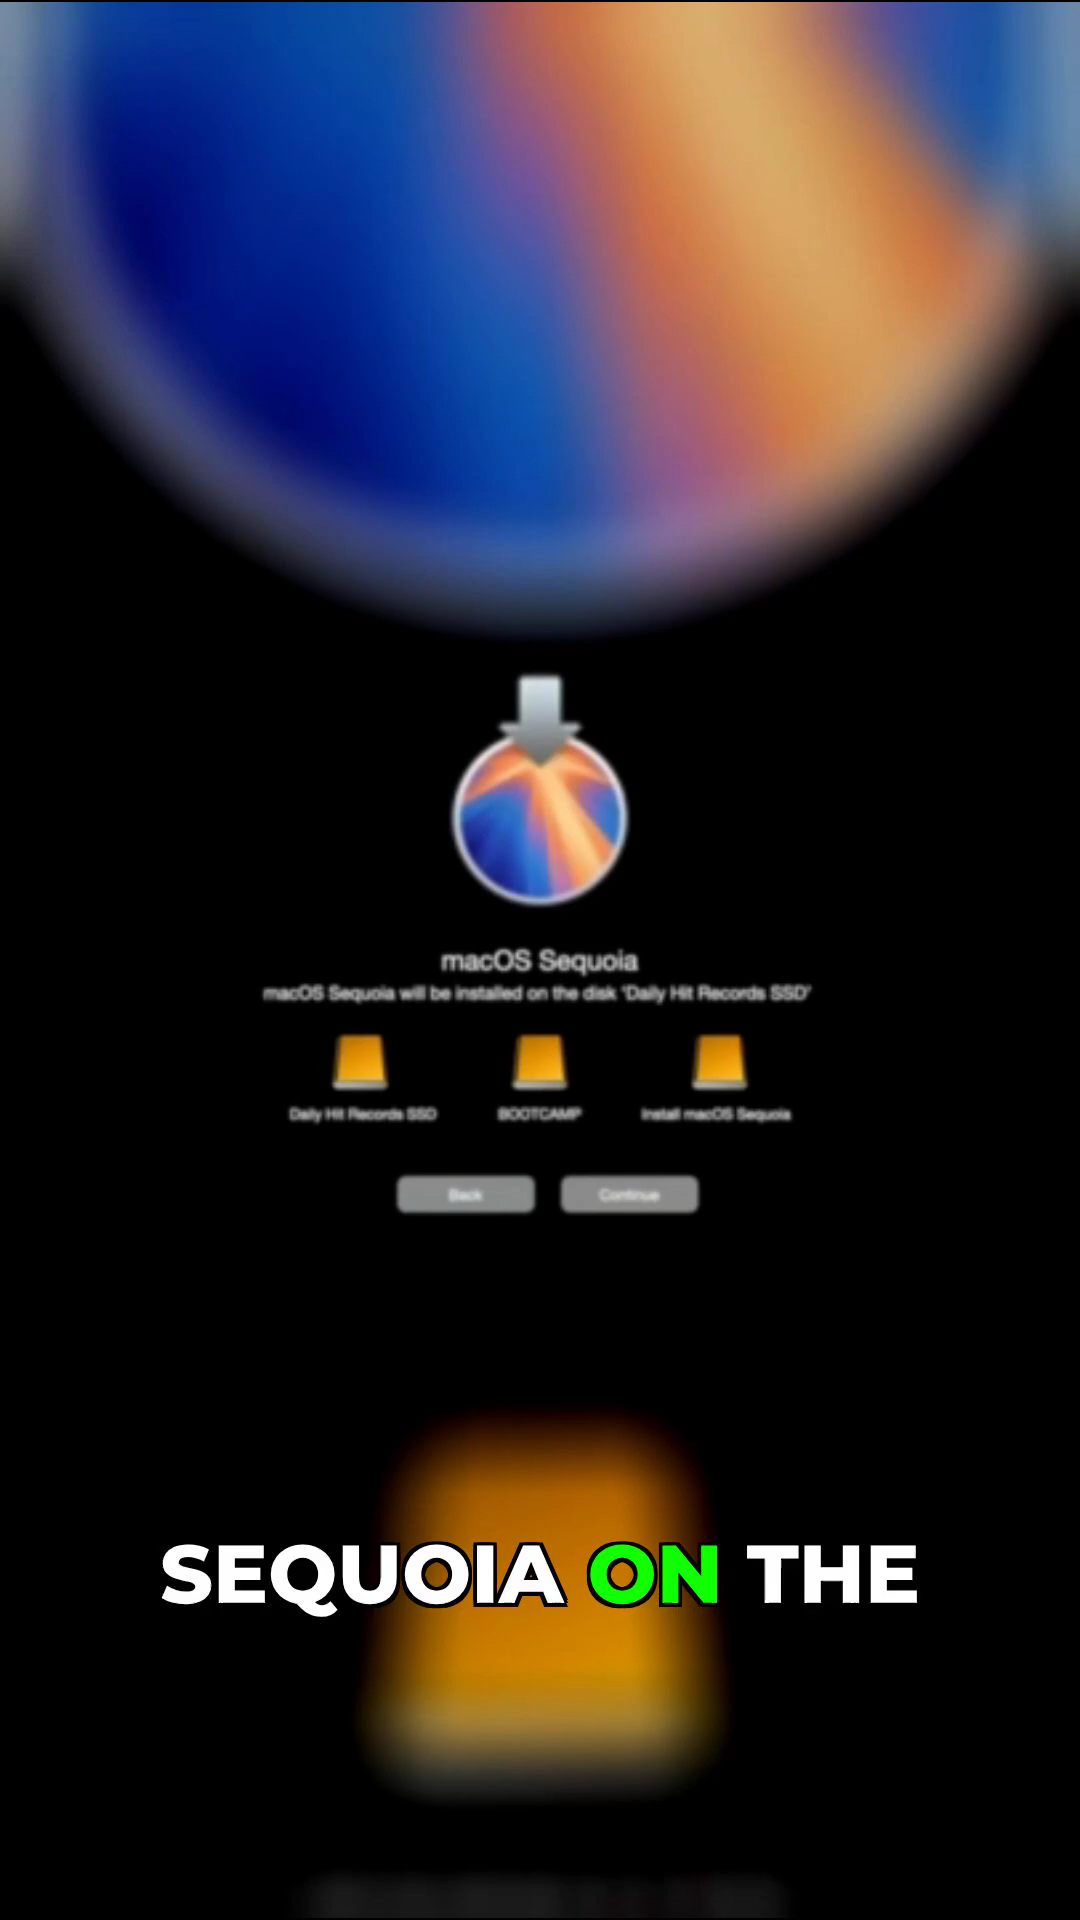 macOS Sequoia
macOS Sequoia will be installed on the disk "Daily Hit Records SSD"
Daily Hit Records SSD
BOOTCAMP
Install macOS Sequoia
Back
Continue
SEQUOIA ON THE